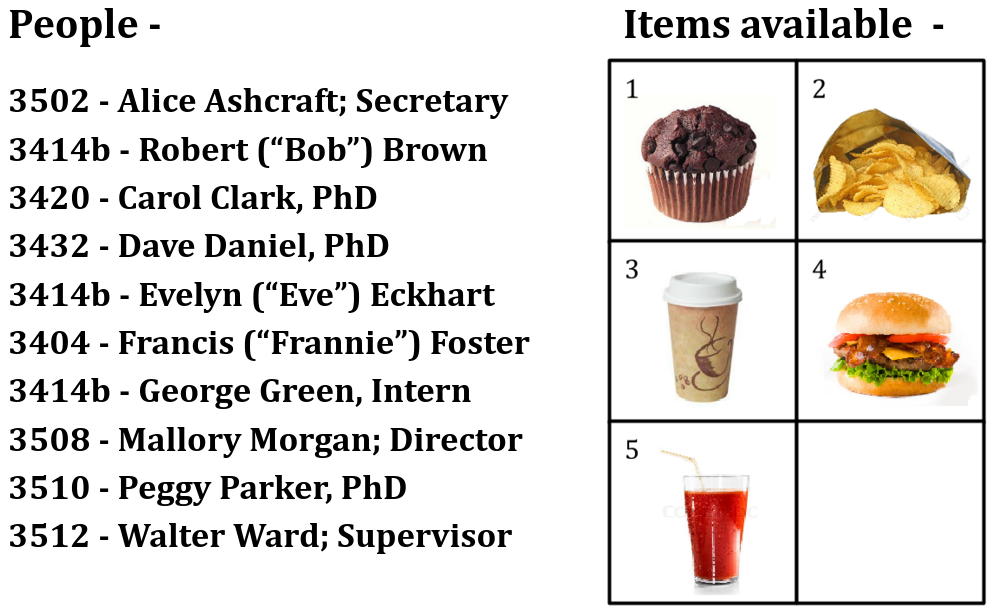 People -
3502 - Alice Ashcraft; Secretary
3414b - Robert (“Bob”) Brown
3420 - Carol Clark, PhD
3432 - Dave Daniel, PhD
3414b - Evelyn (“Eve”) Eckhart
3404 - Francis (“Frannie”) Foster
3414b - George Green, Intern
3508 - Mallory Morgan; Director
3510 - Peggy Parker, PhD
3512 - Walter Ward; Supervisor
Items available -
1
2
3
4
5